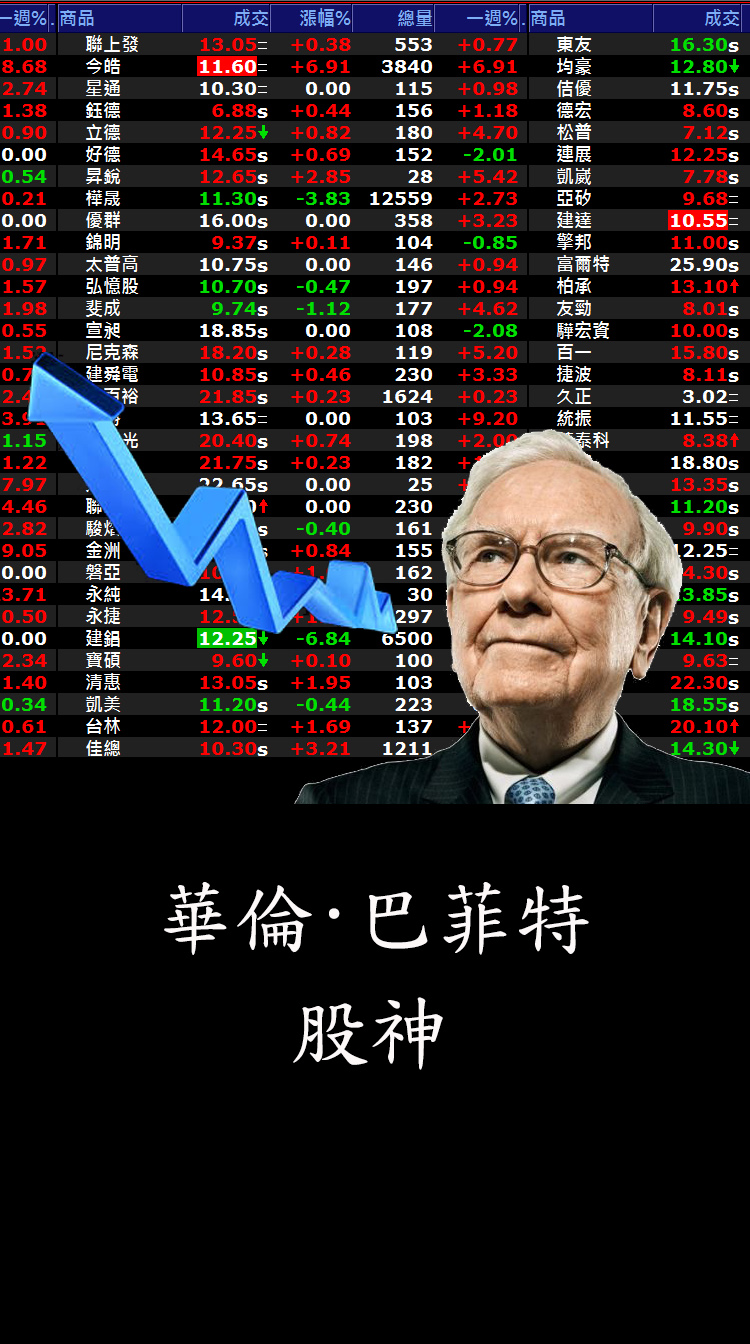 一週% 商品 成交 漲幅% 總量 一週% 商品 成交
1.00 聯上發 13.05= +0.38 553 +0.77 東友 16.30s
8.68 今皓 11.60= +6.91 3840 +6.91 均豪 12.80↓
2.74 星通 10.30= 0.00 115 +0.98 佶優 11.75s
1.38 鈺德 6.88s +0.44 156 +1.18 德宏 8.60s
0.90 立德 12.25↓ +0.82 180 +4.70 松普 7.12s
0.00 好德 14.65s +0.69 152 -2.01 連展 12.25s
0.54 昇銳 12.65s +2.85 28 +5.42 凱崴 7.78s
0.21 樺晟 11.30s -3.83 12559 +2.73 亞矽 9.68=
0.00 優群 16.00s 0.00 358 +3.23 建達 10.55=
1.71 錦明 9.37s +0.11 104 -0.85 擎邦 11.00s
0.97 太普高 10.75s 0.00 146 +0.94 富爾特 25.90s
1.57 弘憶股 10.70s -0.47 197 +0.94 柏承 13.10↑
1.98 斐成 9.74s -1.12 177 +4.62 友勁 8.01s
0.55 宣昶 18.85s 0.00 108 -2.08 驊宏資 10.00s
尼克森 18.20s +0.28 119 +5.20 百一 15.80s
建舜電 10.85s +0.46 230 +3.33 捷波 8.11s
百裕 21.85s +0.23 1624 +0.23 久正 3.02=
13.65= 0.00 103 +9.20 統振 11.55=
1.15 光 20.40s +0.74 198 泰科 8.38↑
1.22 21.75s +0.23 182 18.80s
7.97 22.65s 0.00 25 13.35s
4.46 聯 ↑ 0.00 230 11.20s
2.82 駿 s -0.40 161 9.90s
9.05 金洲 s +0.84 155 12.25=
0.00 磐亞 s 162 4.30s
3.71 永純 30 3.85s
0.50 永捷 297 9.49s
0.00 建錩 12.25↓ -6.84 6500 14.10s
2.34 寶碩 9.60↓ +0.10 100 9.63=
1.40 清惠 13.05s +1.95 103 22.30s
0.34 凱美 11.20s -0.44 223 18.55s
0.61 台林 12.00= +1.69 137 20.10↑
1.47 佳總 10.30s +3.21 1211 14.30↓
華倫·巴菲特
股神